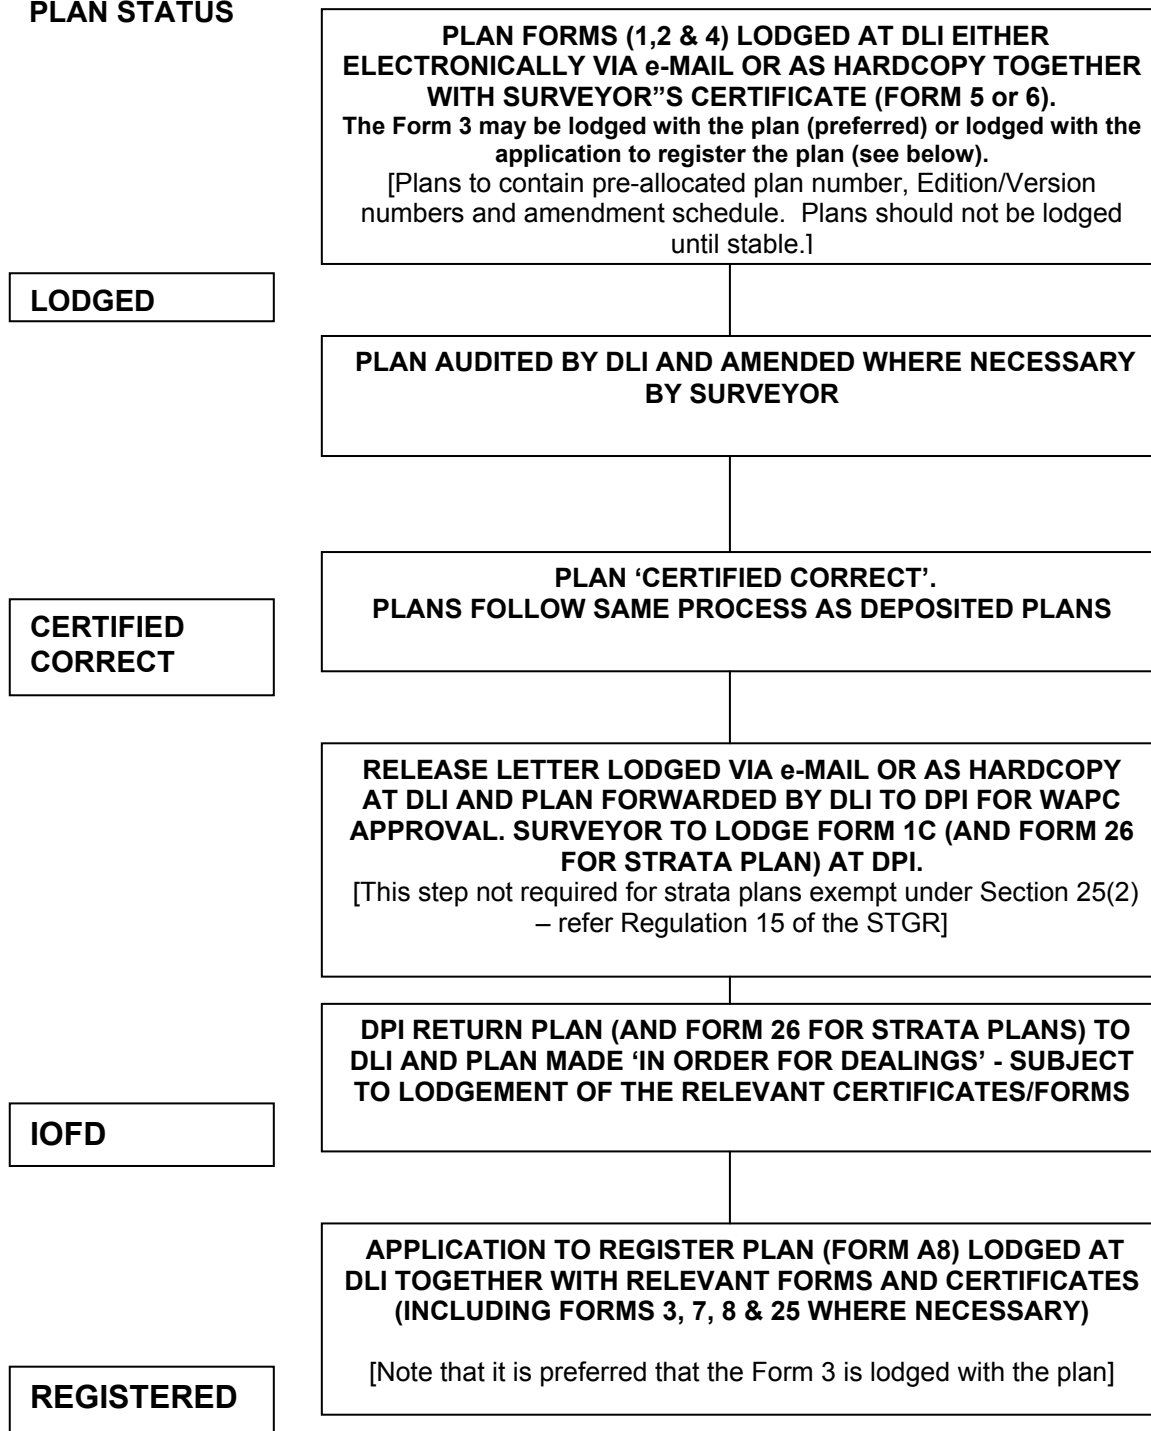 PLAN STATUS
PLAN FORMS (1,2 & 4) LODGED AT DLI EITHER
ELECTRONICALLY VIA e-MAIL OR AS HARDCOPY TOGETHER
WITH SURVEYOR"S CERTIFICATE (FORM 5 or 6).
The Form 3 may be lodged with the plan (preferred) or lodged with the
application to register the plan (see below).
[Plans to contain pre-allocated plan number, Edition/Version
numbers and amendment schedule. Plans should not be lodged
until stable.]
LODGED
PLAN AUDITED BY DLI AND AMENDED WHERE NECESSARY
BY SURVEYOR
PLAN ‘CERTIFIED CORRECT’.
PLANS FOLLOW SAME PROCESS AS DEPOSITED PLANS
CERTIFIED
CORRECT
RELEASE LETTER LODGED VIA e-MAIL OR AS HARDCOPY
AT DLI AND PLAN FORWARDED BY DLI TO DPI FOR WAPC
APPROVAL. SURVEYOR TO LODGE FORM 1C (AND FORM 26
FOR STRATA PLAN) AT DPI.
[This step not required for strata plans exempt under Section 25(2)
– refer Regulation 15 of the STGR]
DPI RETURN PLAN (AND FORM 26 FOR STRATA PLANS) TO
DLI AND PLAN MADE ‘IN ORDER FOR DEALINGS’ - SUBJECT
TO LODGEMENT OF THE RELEVANT CERTIFICATES/FORMS
IOFD
APPLICATION TO REGISTER PLAN (FORM A8) LODGED AT
DLI TOGETHER WITH RELEVANT FORMS AND CERTIFICATES
(INCLUDING FORMS 3, 7, 8 & 25 WHERE NECESSARY)
[Note that it is preferred that the Form 3 is lodged with the plan]
REGISTERED